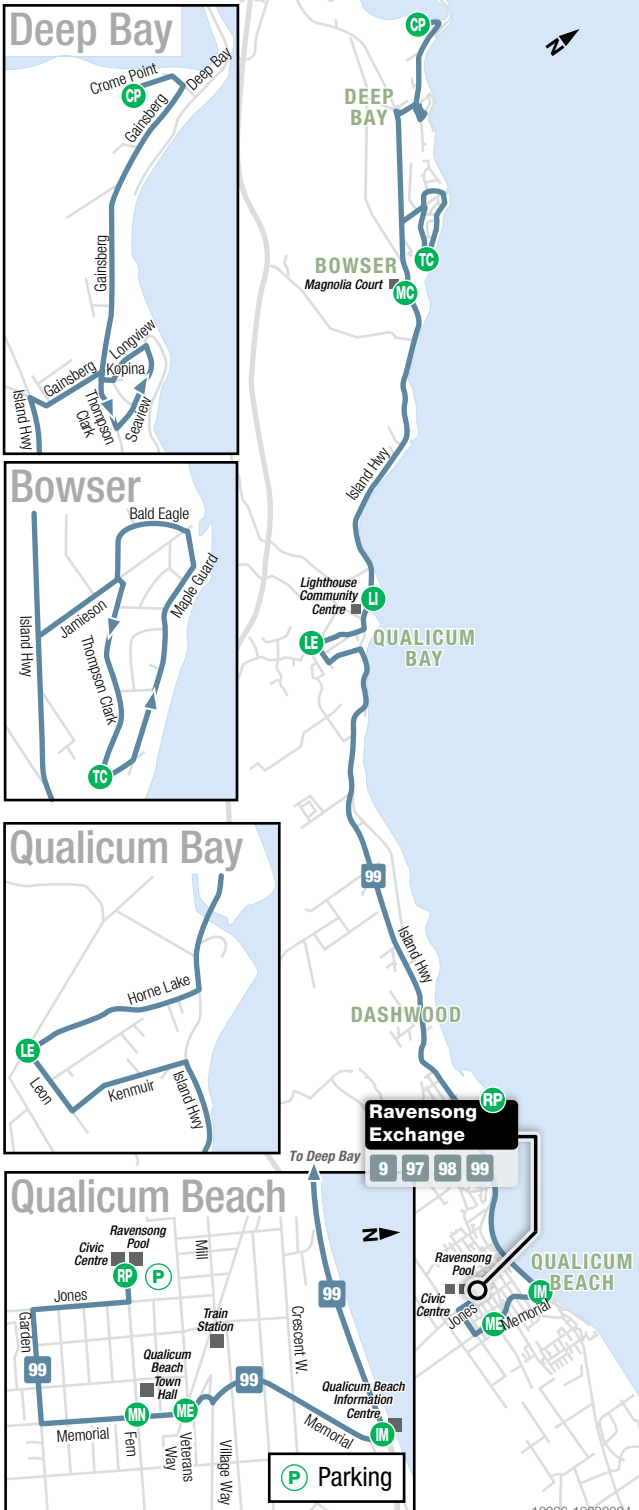 Deep Bay
Crome Point
Deep Bay
CP
Gainsberg
Gainsberg
Longview
Kopina
Gainsberg
Island Hwy
Thompson
Clark
Seaview
Bowser
Bald Eagle
Maple Guard
Jamieson
Island Hwy
Thompson Clark
TC
Qualicum Bay
Horne Lake
LE
Leon
Kenmuir
Island Hwy
To Deep Bay
Qualicum Beach
N
Ravensong
Pool
Civic
Centre
RP
P
Mill
Jones
Garden
99
Train
Station
Crescent W.
99
Qualicum
Beach
Town
Hall
99
Qualicum Beach
Information
Centre
MN
ME
IM
Memorial
Fern
Veterans
Way
Village Way
Memorial
P Parking
N
CP
DEEP
BAY
TC
BOWSER
Magnolia Court
MC
Island Hwy
Lighthouse
Community
Centre
LI
LE
QUALICUM
BAY
99
Island Hwy
DASHWOOD
RP
Ravensong
Exchange
9 97 98 99
Ravensong
Pool
Civic
Centre
QUALICUM
BEACH
IM
Jones
ME
Memorial